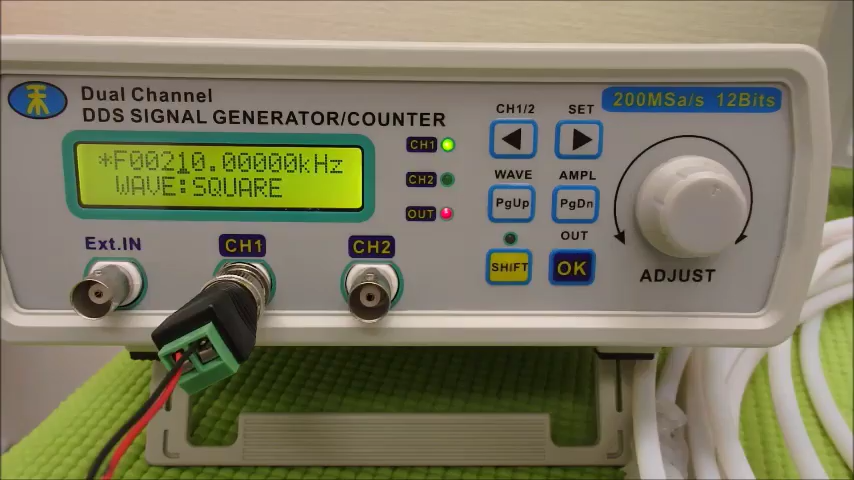 Dual Channel
DDS SIGNAL GENERATOR/COUNTER
200MSa/s 12Bits
*F00210.00000kHz
WAVE:SQUARE
CH1
CH2
OUT
CH1/2
SET
WAVE
AMPL
PgUp
PgDn
OUT
SHIFT
OK
ADJUST
Ext.IN
CH1
CH2